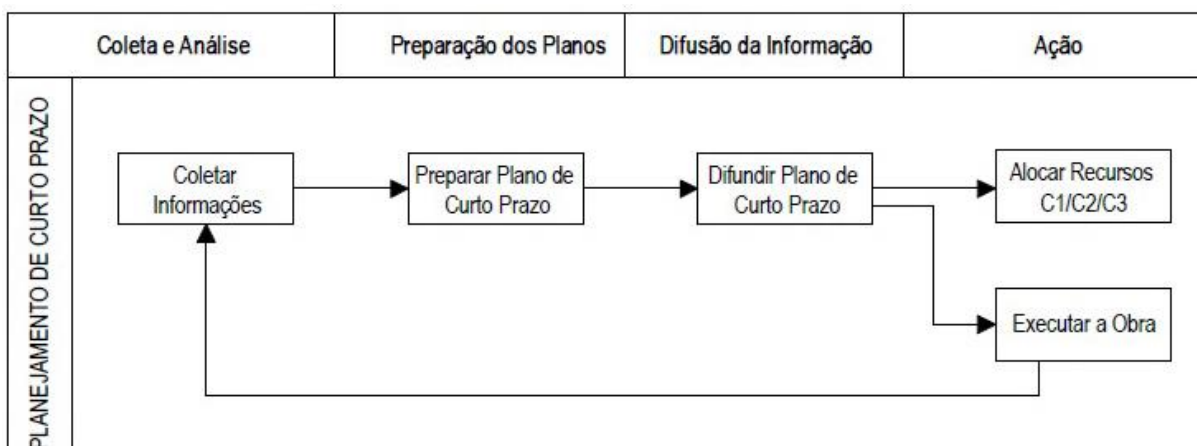 Coleta e Análise
Preparação dos Planos
Difusão da Informação
Ação
PLANEJAMENTO DE CURTO PRAZO
Coletar
Informações
Preparar Plano de
Curto Prazo
Difundir Plano de
Curto Prazo
Alocar Recursos
C1/C2/C3
Executar a Obra